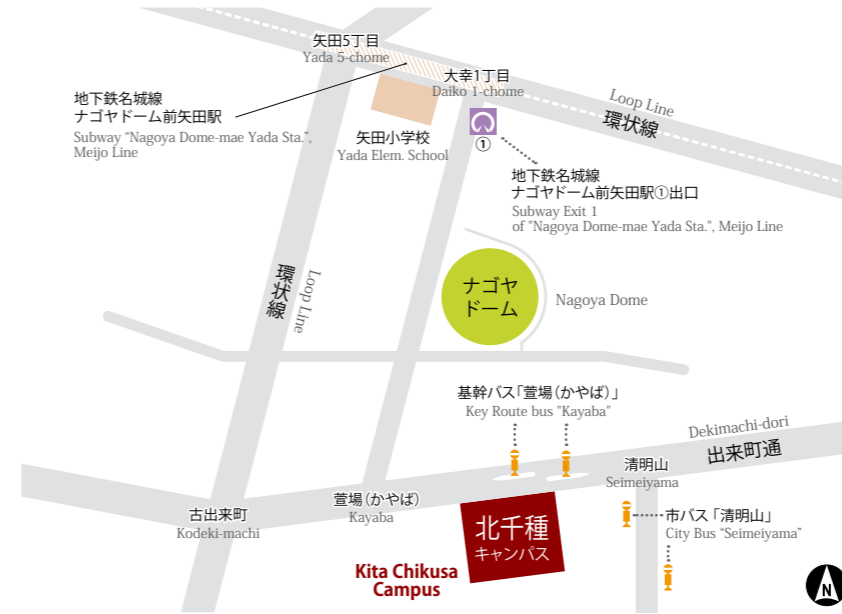 矢田5丁目
Yada 5-chome
大幸1丁目
Daiko 1-chome
Loop Line
環状線
地下鉄名城線
ナゴヤドーム前矢田駅
Subway “Nagoya Dome-mae Yada Sta.”,
Meijo Line
矢田小学校
Yada Elem. School
①
地下鉄名城線
ナゴヤドーム前矢田駅①出口
Subway Exit 1
of "Nagoya Dome-mae Yada Sta.", Meijo Line
環状線
Loop Line
ナゴヤ
ドーム
Nagoya Dome
基幹バス「萱場(かやば)」
Key Route bus "Kayaba"
Dekimachi-dori
出来町通
清明山
Seimeiyama
古出来町
Kodeki-machi
萱場(かやば)
Kayaba
北千種
キャンパス
Kita Chikusa
Campus
市バス「清明山」
City Bus “Seimeiyama”
N